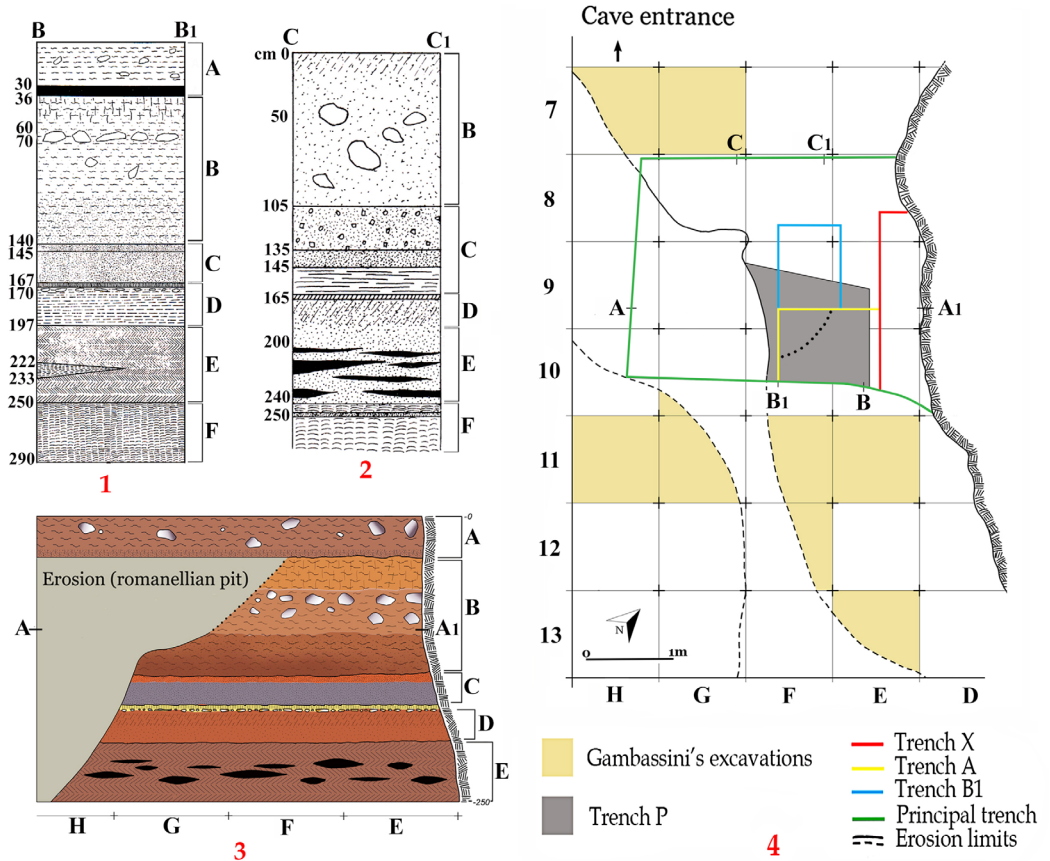 B B1
30
36
60
70
140
145
167
170
197
222
233
250
290
A
B
C
D
E
F
1
C C1
cm 0
50
105
135
145
165
200
240
250
B
C
D
E
F
2
Erosion (romanellian pit)
A
A1
-0
-250
A
B
C
D
E
H G F E
3
Cave entrance
7
8
9
10
11
12
13
C C1
A A1
B1 B
N
0 1m
H G F E D
Gambassini's excavations
Trench P
Trench X
Trench A
Trench B1
Principal trench
Erosion limits
4